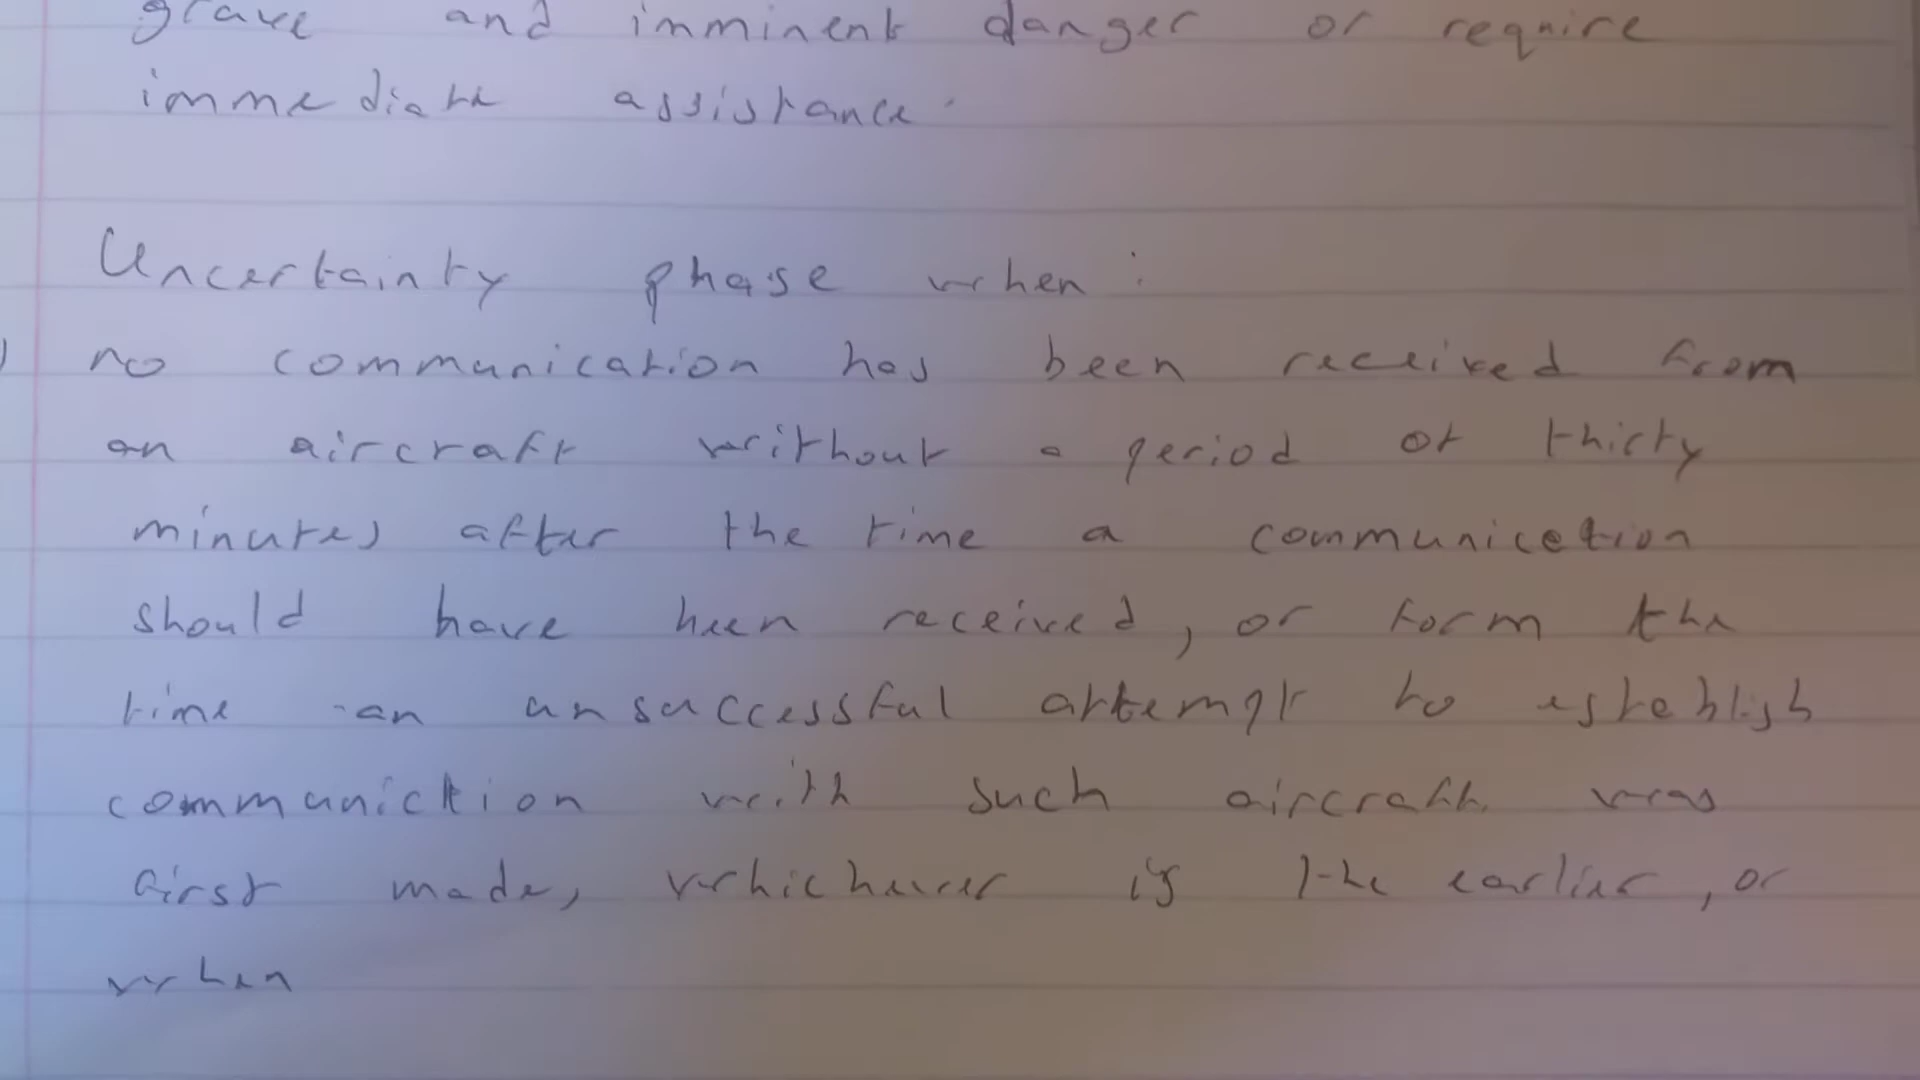 grave and imminent danger or require
immediate assistance.
Uncertainty phase when:
) no communication has been received from
an aircraft without a period of thirty
minutes after the time a communication
should have been received, or form the
time an unsuccessful attempt to establish
communiction with such aircraft was
first made, whichever is the earlier, or
when